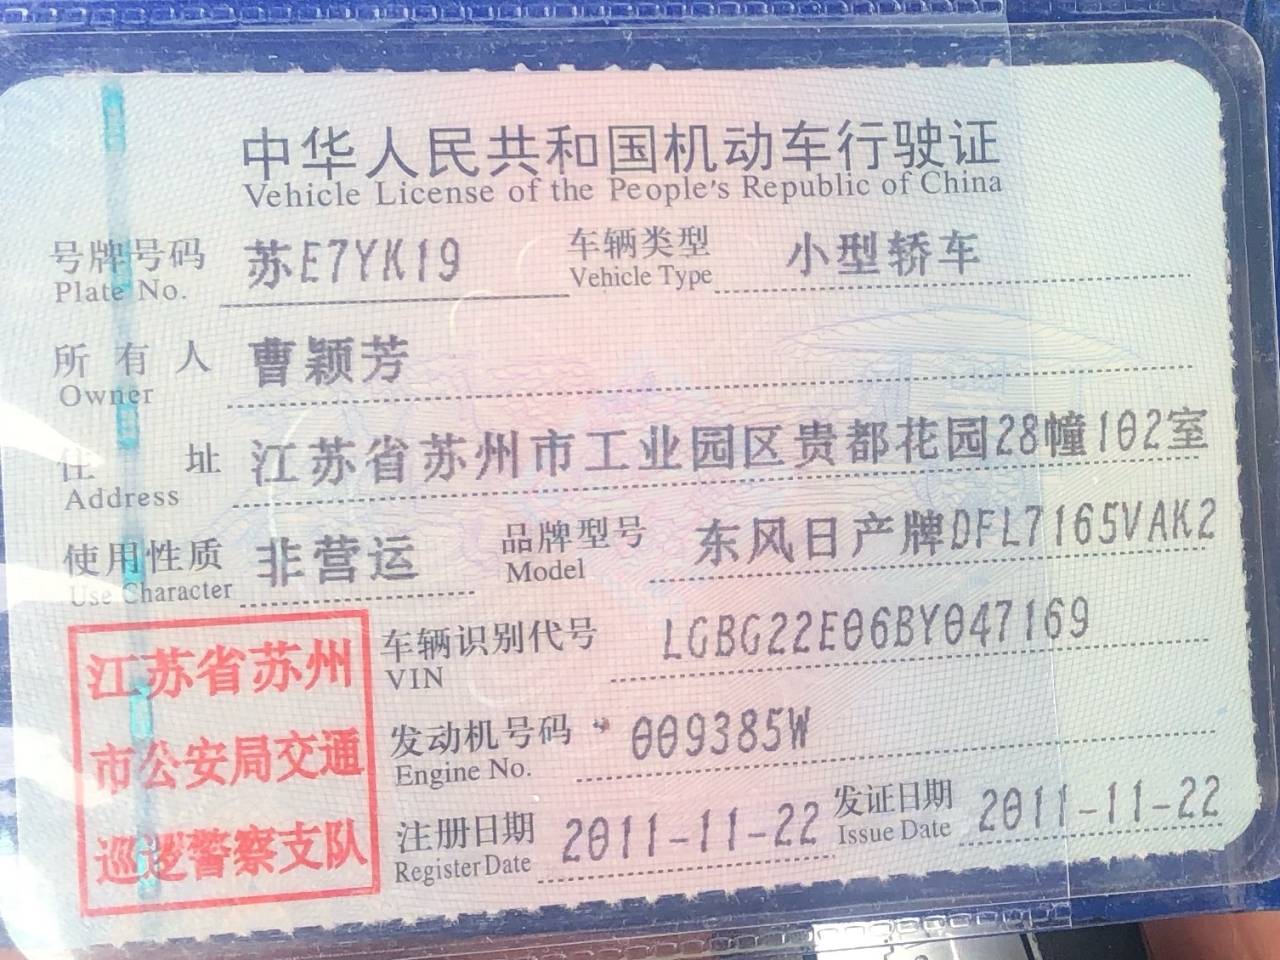 中华人民共和国机动车行驶证
Vehicle License of the People's Republic of China
号牌号码 苏E7YK19 车辆类型 小型轿车
Plate No. Vehicle Type
所有人 曹颖芳
Owner
住址 江苏省苏州市工业园区贵都花园28幢102室
Address
使用性质 非营运 品牌型号 东风日产牌DFL7165VAK2
Use Character Model
车辆识别代号 LGBG22E06BY047169
VIN
发动机号码 009385W
Engine No.
注册日期 2011-11-22 发证日期 2011-11-22
Register Date Issue Date
江苏省苏州
市公安局交通
巡逻警察支队